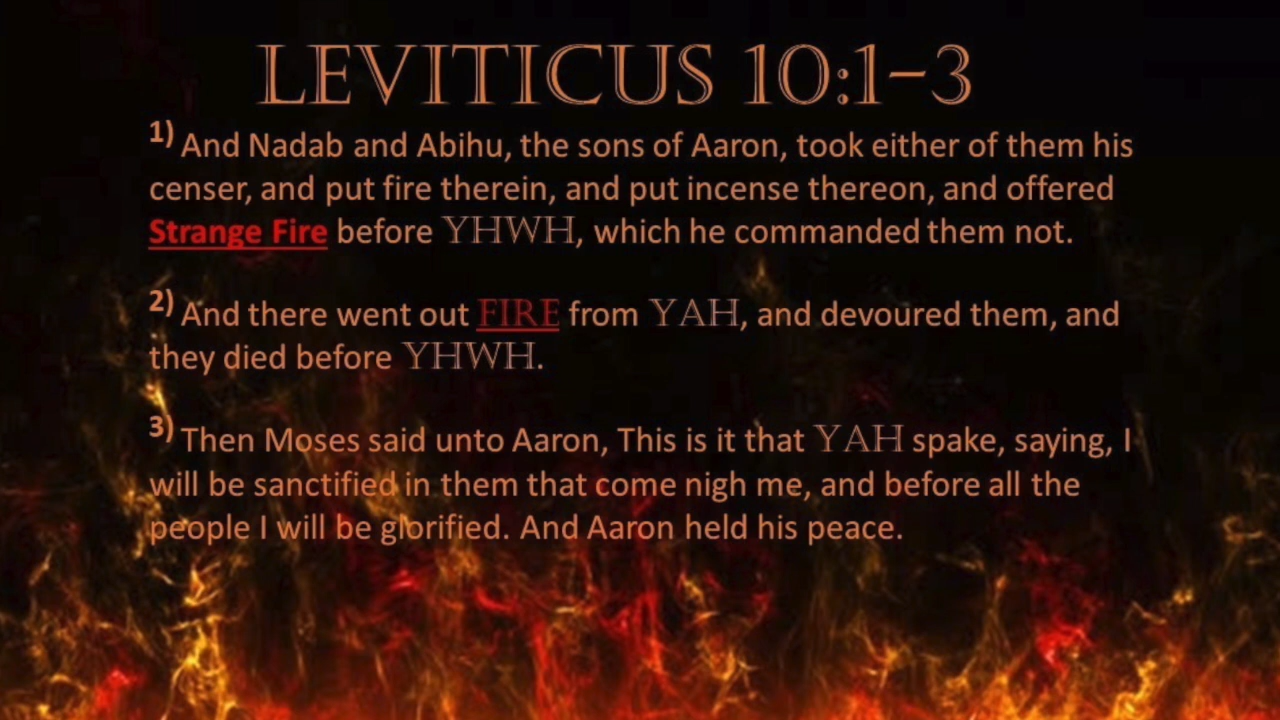 LEVITICUS 10:1–3
1) And Nadab and Abihu, the sons of Aaron, took either of them his
censer, and put fire therein, and put incense thereon, and offered
Strange Fire before YHWH, which he commanded them not.
2) And there went out FIRE from YAH, and devoured them, and
they died before YHWH.
3) Then Moses said unto Aaron, This is it that YAH spake, saying, I
will be sanctified in them that come nigh me, and before all the
people I will be glorified. And Aaron held his peace.